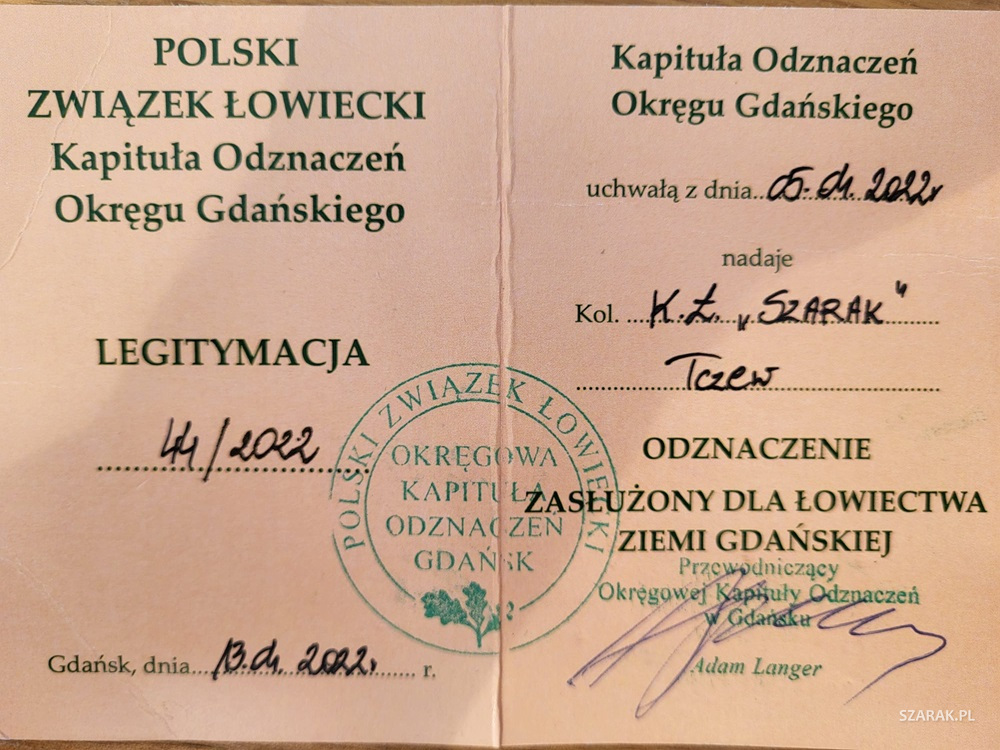 POLSKI
ZWIĄZEK ŁOWIECKI
Kapituła Odznaczeń
Okręgu Gdańskiego
LEGITYMACJA
44/2022
Gdańsk, dnia 13.04.2022r. r.
POLSKI ZWIĄZEK ŁOWIECKI
OKRĘGOWA
KAPITUŁA
ODZNACZEŃ
GDAŃSK
2
Kapituła Odznaczeń
Okręgu Gdańskiego
uchwałą z dnia 05.04.2022r
nadaje
Kol. K.Ł. „SZARAK"
Tczew
ODZNACZENIE
ZASŁUŻONY DLA ŁOWIECTWA
ZIEMI GDAŃSKIEJ
Przewodniczący
Okręgowej Kapituły Odznaczeń
w Gdańsku
Adam Langer
SZARAK.PL